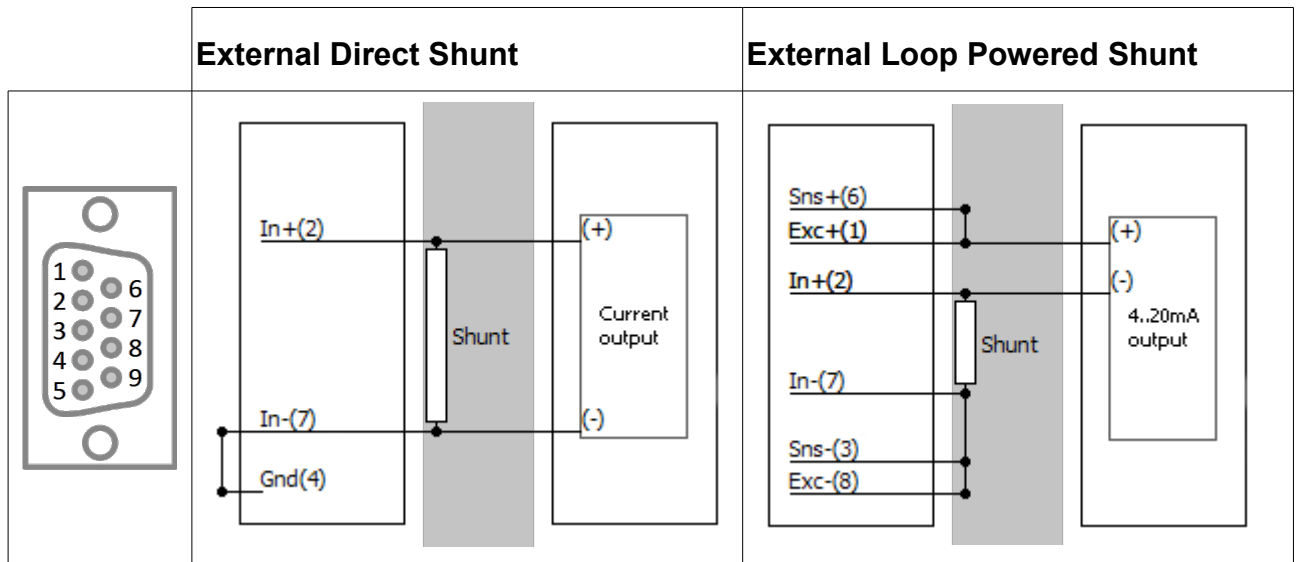 External Direct Shunt
External Loop Powered Shunt
1
2
3
4
5
6
7
8
9
In+(2)
In-(7)
Gnd(4)
Shunt
(+)
Current
output
(-)
Sns+(6)
Exc+(1)
In+(2)
In-(7)
Sns-(3)
Exc-(8)
Shunt
(+)
(-)
4..20mA
output